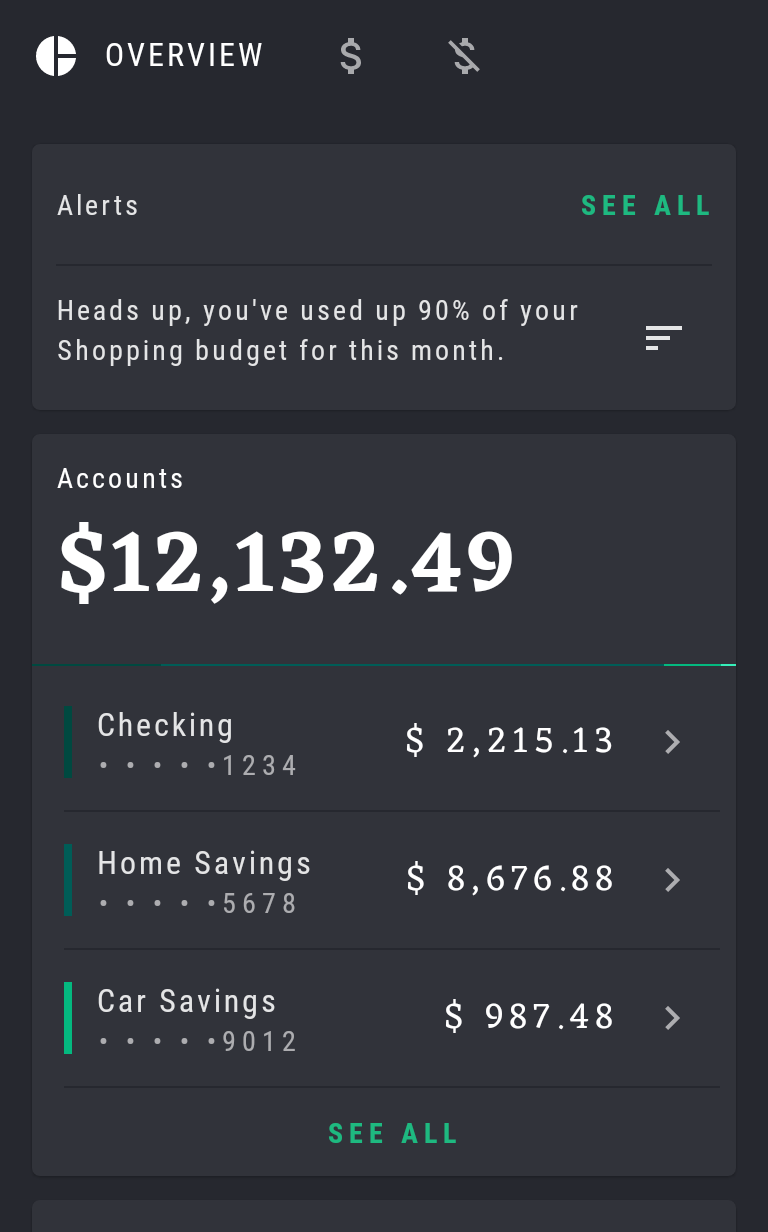 OVERVIEW
Alerts
SEE ALL
Heads up, you've used up 90% of your
Shopping budget for this month.
Accounts
$12,132.49
Checking
$ 2,215.13
• • • • •1234
Home Savings
$ 8,676.88
• • • • •5678
Car Savings
$ 987.48
• • • • •9012
SEE ALL